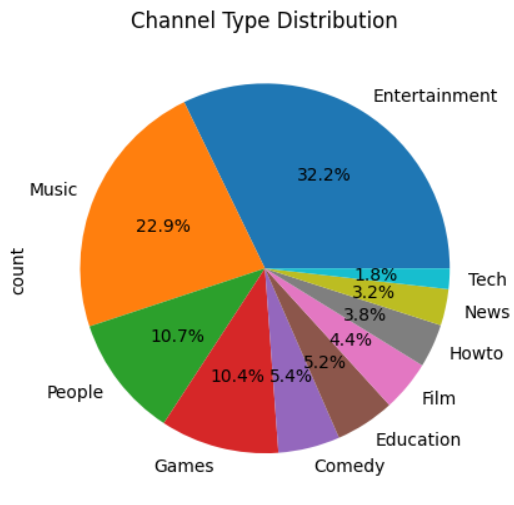 Channel Type Distribution
Entertainment
32.2%
Music
22.9%
count
People
10.7%
Games
10.4%
Comedy
5.4%
Education
5.2%
Film
4.4%
Howto
3.8%
News
3.2%
Tech
1.8%